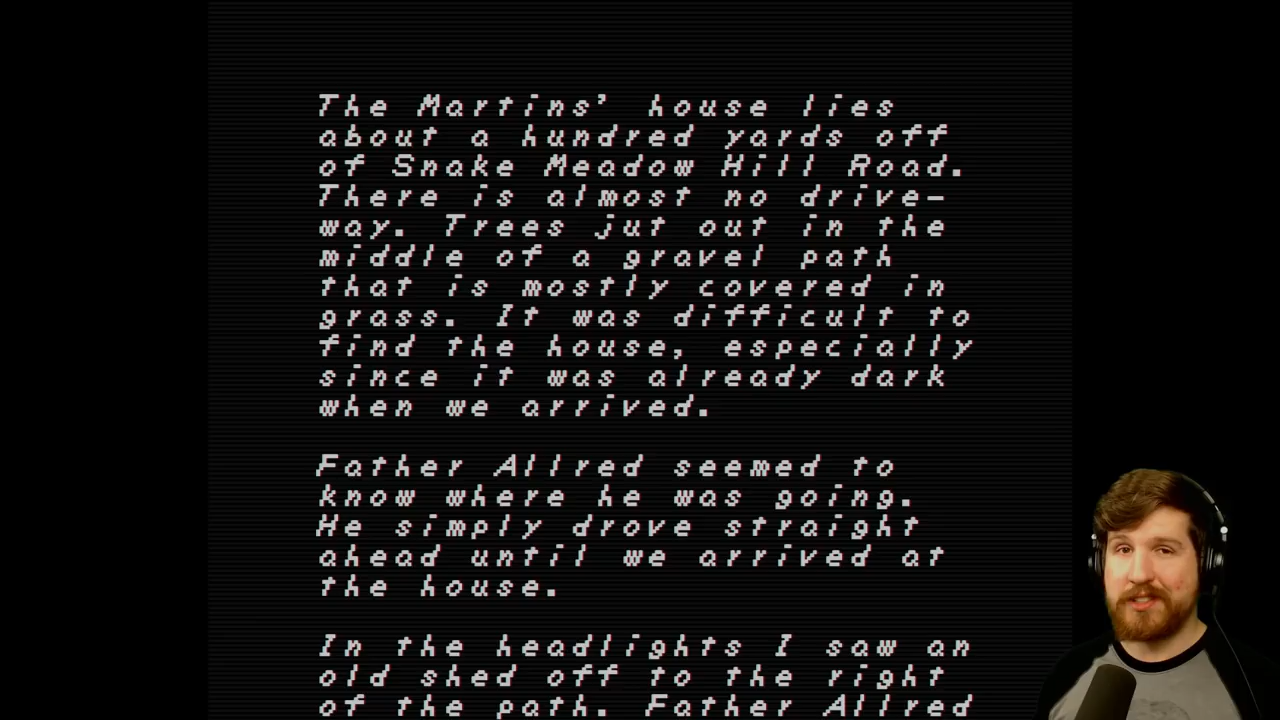 The Martins' house lies
about a hundred yards off
of Snake Meadow Hill Road.
There is almost no drive-
way. Trees jut out in the
middle of a gravel path
that is mostly covered in
grass. It was difficult to
find the house, especially
since it was already dark
when we arrived.
Father Allred seemed to
know where he was going.
He simply drove straight
ahead until we arrived at
the house.
In the headlights I saw an
old shed off to the right
of the path. Father Allred